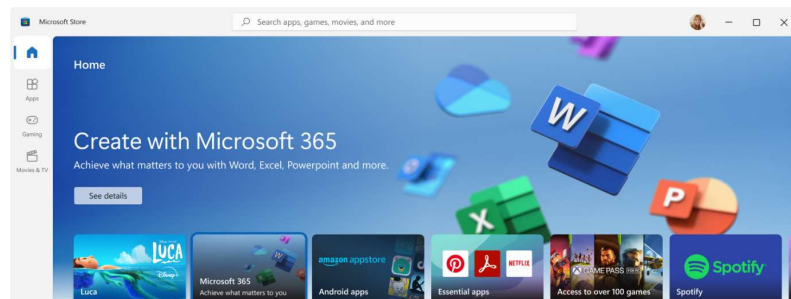 Microsoft Store
Search apps, games, movies, and more
Home
Apps
Gaming
Movies & TV
Create with Microsoft 365
Achieve what matters to you with Word, Excel, Powerpoint and more.
See details
W
X
P
Disney
LUCA
Disney+
Luca
Microsoft 365
Achieve what matters to you
amazon appstore
Android apps
NETFLIX
Essential apps
GAME PASS
Access to over 100 games
Spotify
Spotify